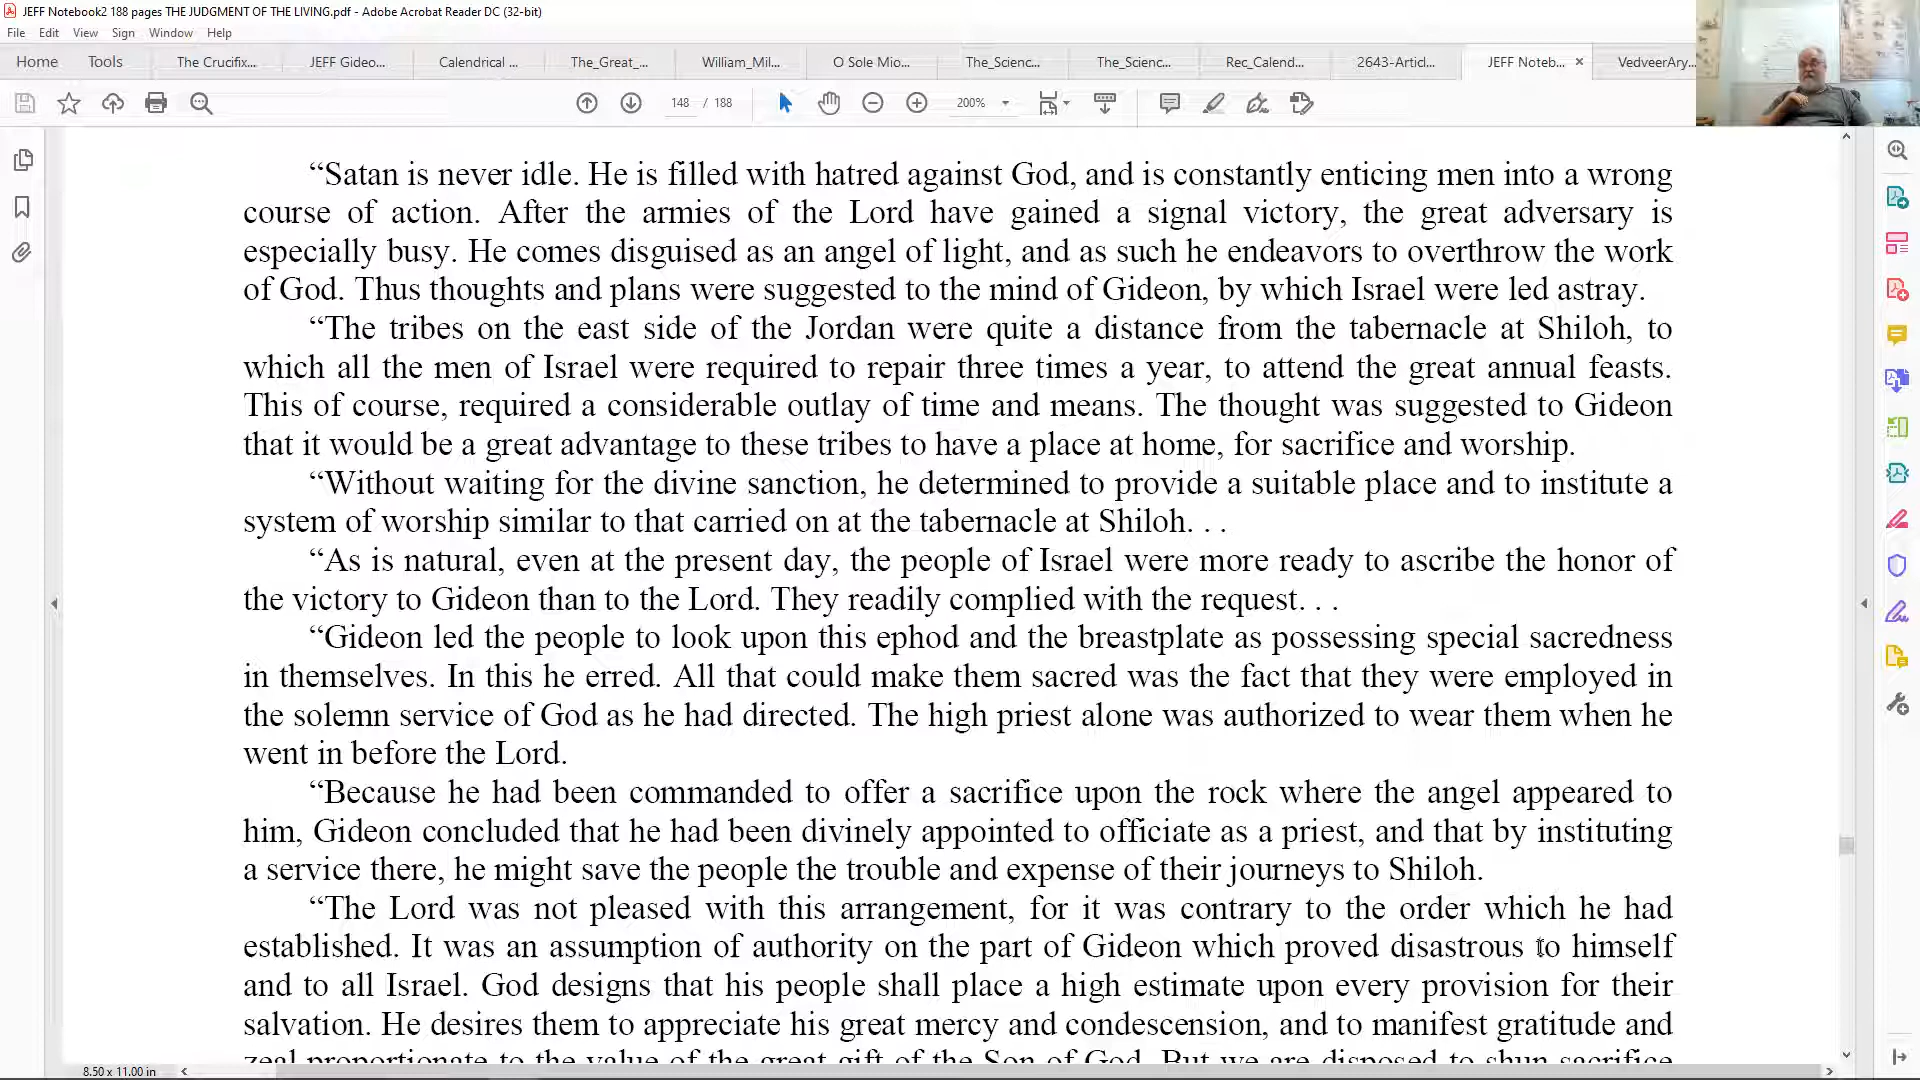 JEFF Notebook2 188 pages THE JUDGMENT OF THE LIVING.pdf - Adobe Acrobat Reader DC (32-bit)
File Edit View Sign Window Help
Home Tools The Crucifix... JEFF Gideo... Calendrical ... The_Great_... William_Mil... O Sole Mio... The_Scienc... The_Scienc... Rec_Calend... 2643-Articl... JEFF Noteb... × VedveerAry...
148 / 188 200%
“Satan is never idle. He is filled with hatred against God, and is constantly enticing men into a wrong
course of action. After the armies of the Lord have gained a signal victory, the great adversary is
especially busy. He comes disguised as an angel of light, and as such he endeavors to overthrow the work
of God. Thus thoughts and plans were suggested to the mind of Gideon, by which Israel were led astray.
“The tribes on the east side of the Jordan were quite a distance from the tabernacle at Shiloh, to
which all the men of Israel were required to repair three times a year, to attend the great annual feasts.
This of course, required a considerable outlay of time and means. The thought was suggested to Gideon
that it would be a great advantage to these tribes to have a place at home, for sacrifice and worship.
“Without waiting for the divine sanction, he determined to provide a suitable place and to institute a
system of worship similar to that carried on at the tabernacle at Shiloh. . .
“As is natural, even at the present day, the people of Israel were more ready to ascribe the honor of
the victory to Gideon than to the Lord. They readily complied with the request. . .
“Gideon led the people to look upon this ephod and the breastplate as possessing special sacredness
in themselves. In this he erred. All that could make them sacred was the fact that they were employed in
the solemn service of God as he had directed. The high priest alone was authorized to wear them when he
went in before the Lord.
“Because he had been commanded to offer a sacrifice upon the rock where the angel appeared to
him, Gideon concluded that he had been divinely appointed to officiate as a priest, and that by instituting
a service there, he might save the people the trouble and expense of their journeys to Shiloh.
“The Lord was not pleased with this arrangement, for it was contrary to the order which he had
established. It was an assumption of authority on the part of Gideon which proved disastrous to himself
and to all Israel. God designs that his people shall place a high estimate upon every provision for their
salvation. He desires them to appreciate his great mercy and condescension, and to manifest gratitude and
zeal proportionate to the value of the great gift of the Son of God. But we are disposed to shun sacrifice
8.50 x 11.00 in